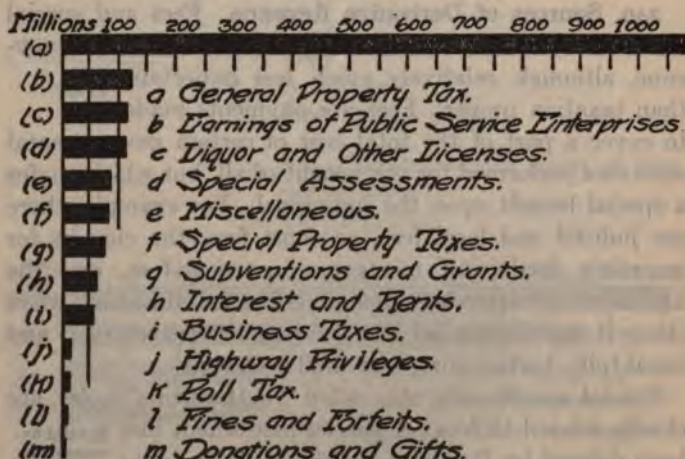 Millions 100 200 300 400 500 600 700 800 900 1000
(a)
(b)
(c)
(d)
(e)
(f)
(g)
(h)
(i)
(j)
(k)
(l)
(m)
a General Property Tax.
b Earnings of Public Service Enterprises
c Liquor and Other Licenses.
d Special Assessments.
e Miscellaneous.
f Special Property Taxes.
g Subventions and Grants.
h Interest and Rents.
i Business Taxes.
j Highway Privileges.
k Poll Tax.
l Fines and Forfeits.
m Donations and Gifts.